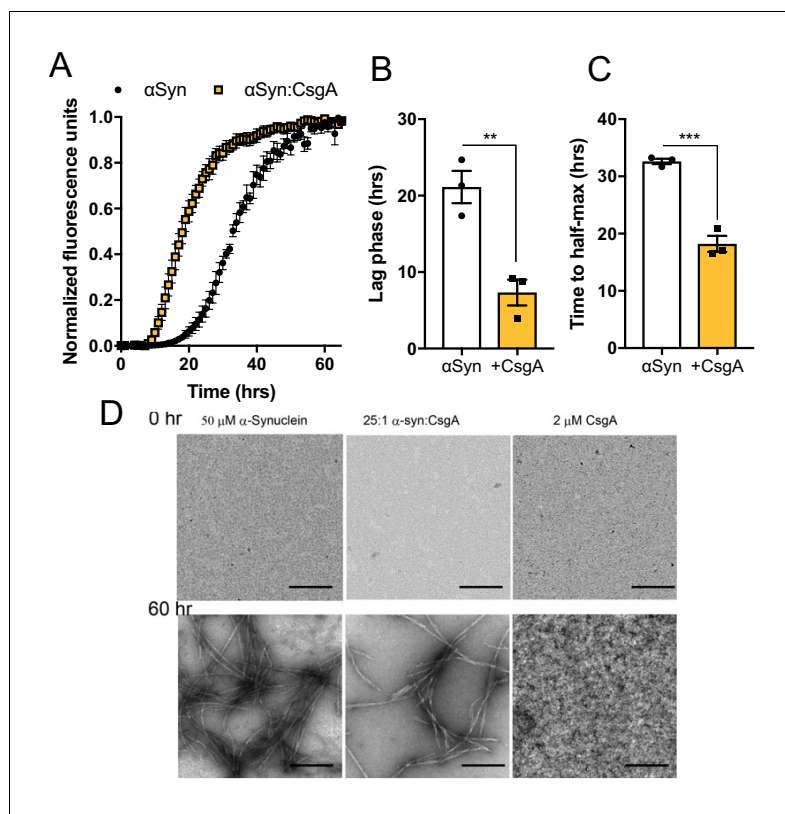 A
αSyn
αSyn:CsgA
Normalized fluorescence units
1.0
0.8
0.6
0.4
0.2
0.0
0 20 40 60
Time (hrs)
B
Lag phase (hrs)
30
20
10
0
**
αSyn +CsgA
C
Time to half-max (hrs)
40
30
20
10
0
***
αSyn +CsgA
D
0 hr
50 μM α-Synuclein
25:1 α-syn:CsgA
2 μM CsgA
60 hr